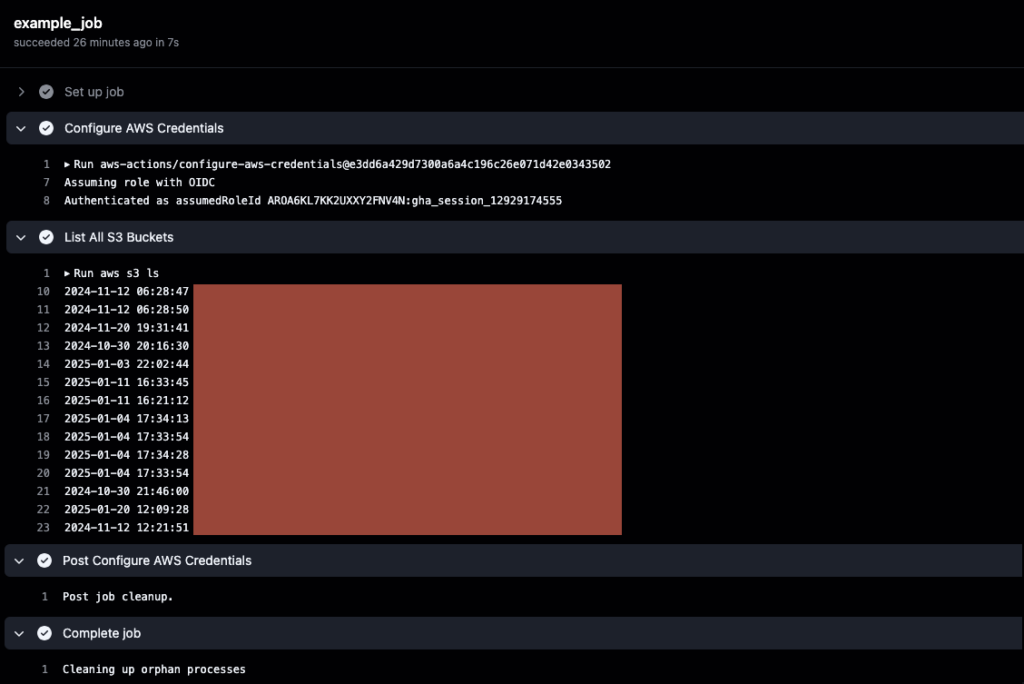 example_job
succeeded 26 minutes ago in 7s
Set up job
Configure AWS Credentials
1 ▸ Run aws-actions/configure-aws-credentials@e3dd6a429d7300a6a4c196c26e071d42e0343502
7 Assuming role with OIDC
8 Authenticated as assumedRoleId AROA6KL7KK2UXXY2FNV4N:gha_session_12929174555
List All S3 Buckets
1 ▸ Run aws s3 ls
10 2024-11-12 06:28:47
11 2024-11-12 06:28:50
12 2024-11-20 19:31:41
13 2024-10-30 20:16:30
14 2025-01-03 22:02:44
15 2025-01-11 16:33:45
16 2025-01-11 16:21:12
17 2025-01-04 17:34:13
18 2025-01-04 17:33:54
19 2025-01-04 17:34:28
20 2025-01-04 17:33:54
21 2024-10-30 21:46:00
22 2025-01-20 12:09:28
23 2024-11-12 12:21:51
Post Configure AWS Credentials
1 Post job cleanup.
Complete job
1 Cleaning up orphan processes